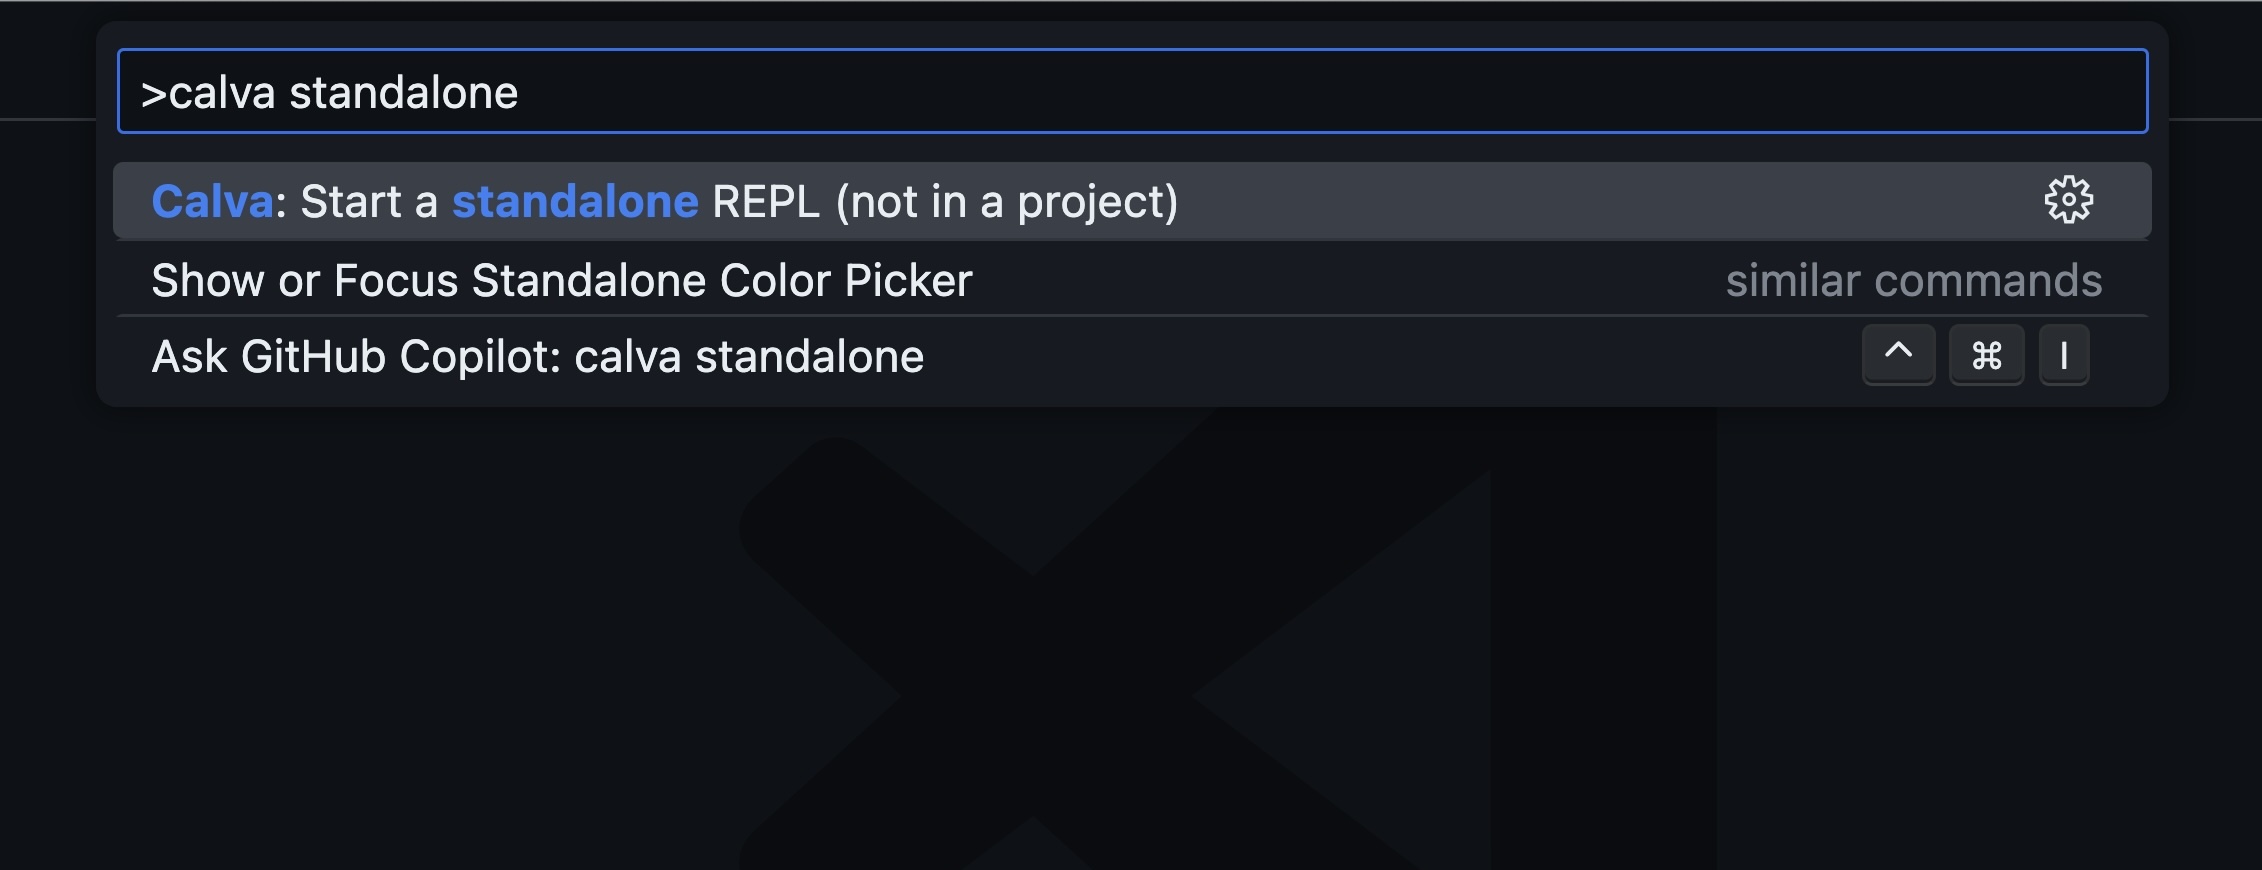 >calva standalone
Calva: Start a standalone REPL (not in a project)
Show or Focus Standalone Color Picker similar commands
Ask GitHub Copilot: calva standalone ^ ⌘ I